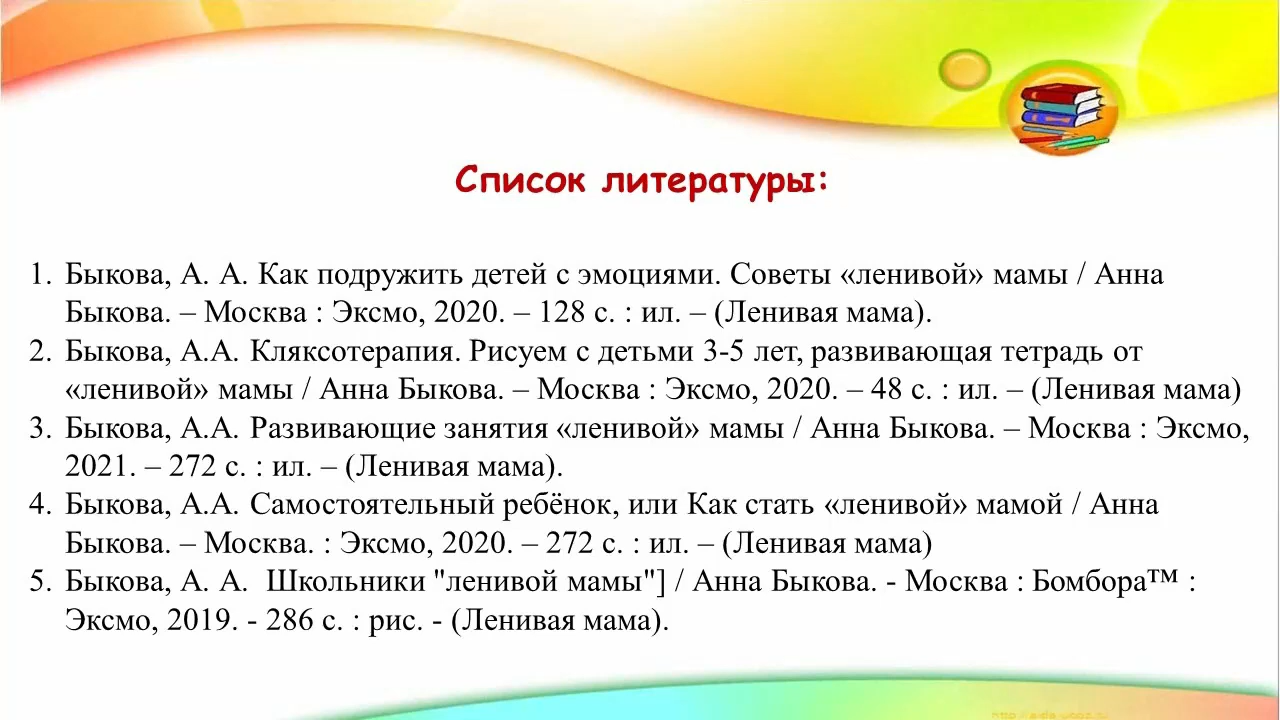 Список литературы:
1. Быкова, А. А. Как подружить детей с эмоциями. Советы «ленивой» мамы / Анна
Быкова. – Москва : Эксмо, 2020. – 128 с. : ил. – (Ленивая мама).
2. Быкова, А.А. Кляксотерапия. Рисуем с детьми 3-5 лет, развивающая тетрадь от
«ленивой» мамы / Анна Быкова. – Москва : Эксмо, 2020. – 48 с. : ил. – (Ленивая мама)
3. Быкова, А.А. Развивающие занятия «ленивой» мамы / Анна Быкова. – Москва : Эксмо,
2021. – 272 с. : ил. – (Ленивая мама).
4. Быкова, А.А. Самостоятельный ребёнок, или Как стать «ленивой» мамой / Анна
Быкова. – Москва. : Эксмо, 2020. – 272 с. : ил. – (Ленивая мама)
5. Быкова, А. А.  Школьники "ленивой мамы"] / Анна Быкова. - Москва : Бомбора™ :
Эксмо, 2019. - 286 с. : рис. - (Ленивая мама).